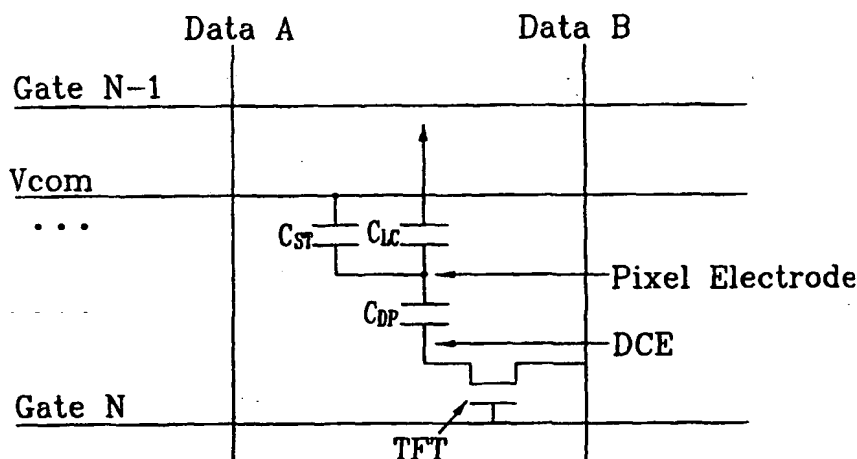 Data A Data B
Gate N-1
Vcom
...
CST CLC
Pixel Electrode
CDP
DCE
Gate N
TFT